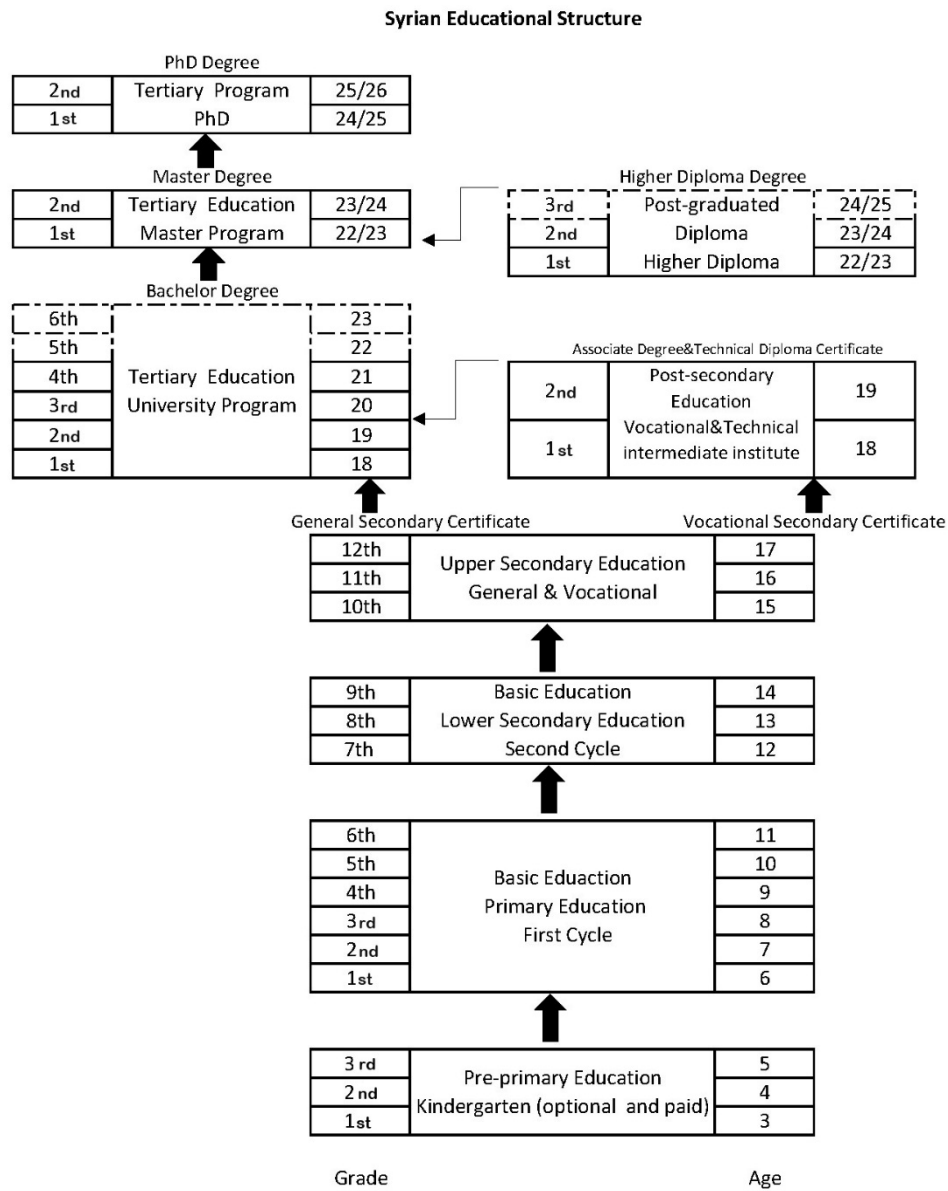 Syrian Educational Structure
PhD Degree
2nd Tertiary Program 25/26
1st PhD 24/25
Master Degree
2nd Tertiary Education 23/24
1st Master Program 22/23
Higher Diploma Degree
3rd Post-graduated 24/25
2nd Diploma 23/24
1st Higher Diploma 22/23
Bachelor Degree
6th 23
5th 22
4th Tertiary Education 21
3rd University Program 20
2nd 19
1st 18
Associate Degree&Technical Diploma Certificate
Post-secondary
2nd Education 19
Vocational&Technical
1st intermediate institute 18
General Secondary Certificate
Vocational Secondary Certificate
12th 17
Upper Secondary Education
11th 16
General & Vocational
10th 15
9th Basic Education 14
8th Lower Secondary Education 13
7th Second Cycle 12
6th 11
5th 10
Basic Eduaction
4th 9
Primary Education
3rd 8
First Cycle
2nd 7
1st 6
3 rd 5
Pre-primary Education
2nd 4
Kindergarten (optional and paid)
1st 3
Grade Age